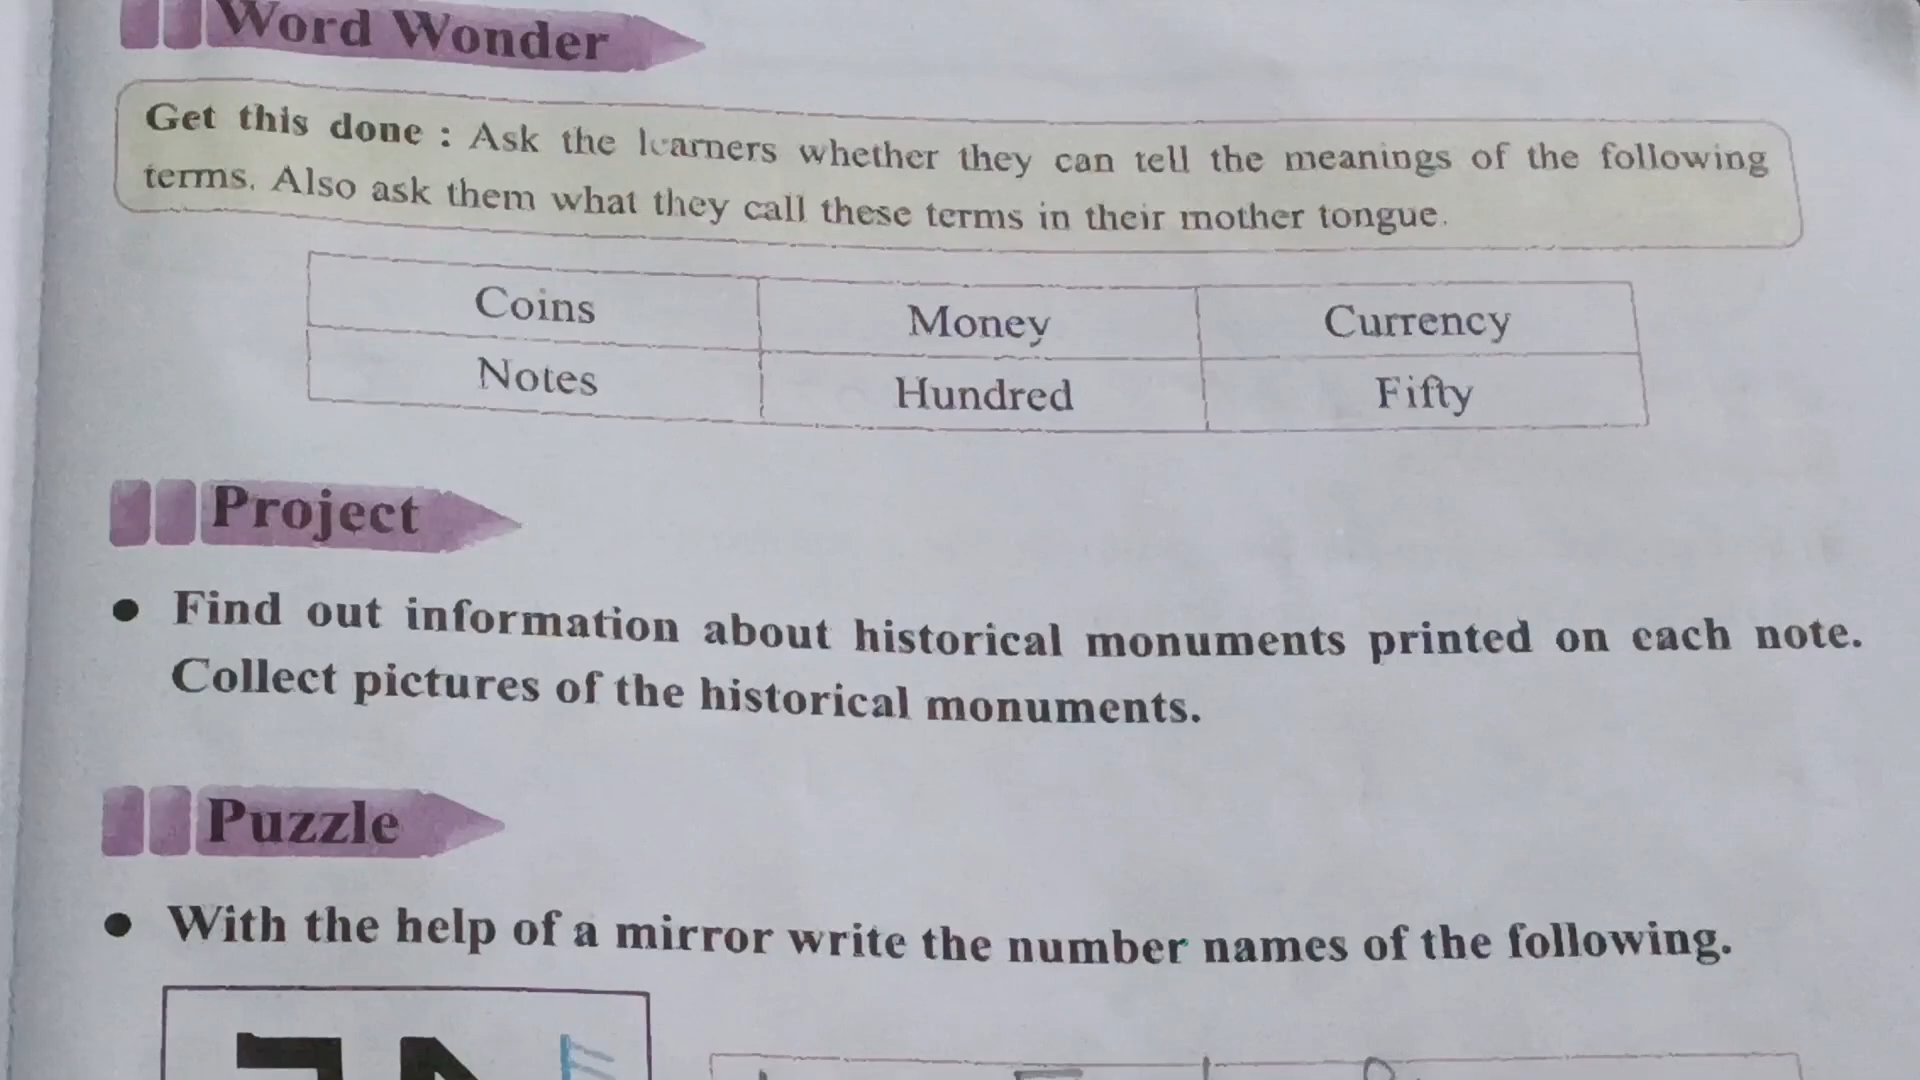 Word Wonder
Get this done : Ask the learners whether they can tell the meanings of the following
terms. Also ask them what they call these terms in their mother tongue.
Coins Money Currency
Notes Hundred Fifty
Project
● Find out information about historical monuments printed on each note.
Collect pictures of the historical monuments.
Puzzle
● With the help of a mirror write the number names of the following.